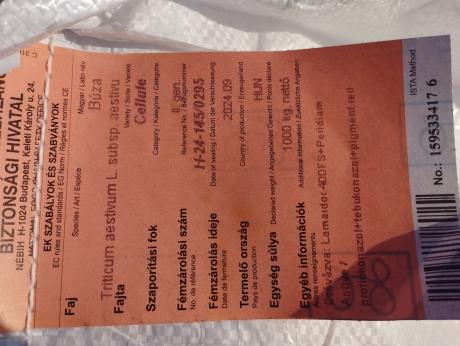 BIZTONSÁGI HIVATAL
NÉBIH H-1024 Budapest, Keleti Károly u. 24.
EK SZABÁLYOK ÉS SZABVÁNYOK
EC rules and standards / EG Norm / Règles et normes CE
Faj
Species / Art / Espèce
Magyar / Latin név
Búza
Triticum aestivum L. subsp. aestivu
Fajta
Variety / Sorte / Variété
Cellule
Szaporítási fok
Category / Kategorie / Catégorie
II. gen.
Fémzárolási szám
No. de référence
Reference No. / Bezugsnummer
H-24-145/0295
Fémzárolás ideje
Date de fermeture
Date of sealing / Datum der Verschliessung
2024.09
Termelő ország
Pays de production
Country of production / Erzeugerland
HUN
Egység súlya
Declared weight / Angegebenes Gewicht / Poids déclaré
1000 kg. nettó
Egyéb információk
Autres renseignements
Additional information / Zusätzliche Angaben
Csávázva: Lamardor-400FS+Peridiam
Active /
protiokonazol+tebukonazol+pigment red
No.: 159533417 6
ISTA Method